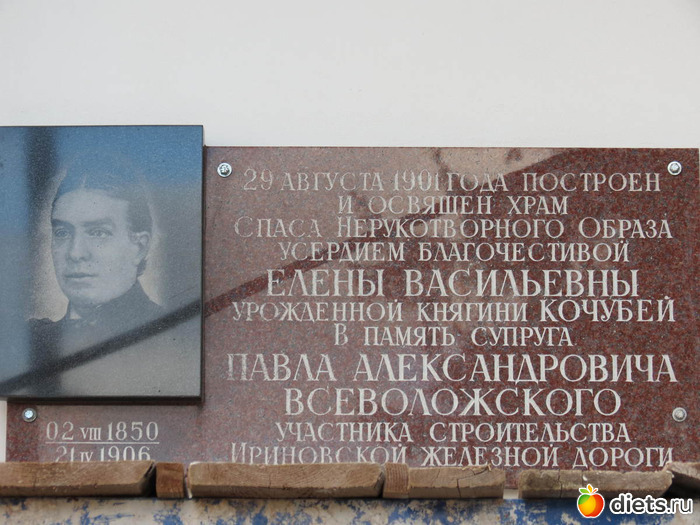 29 АВГУСТА 1901 ГОДА ПОСТРОЕН
И ОСВЯЩЕН ХРАМ
СПАСА НЕРУКОТВОРНОГО ОБРАЗА
УСЕРДИЕМ БЛАГОЧЕСТИВОЙ
ЕЛЕНЫ ВАСИЛЬЕВНЫ
УРОЖДЕННОЙ КНЯГИНИ КОЧУБЕЙ
В ПАМЯТЬ СУПРУГА
ПАВЛА АЛЕКСАНДРОВИЧА
ВСЕВОЛОЖСКОГО
УЧАСТНИКА СТРОИТЕЛЬСТВА
ИРИНОВСКОЙ ЖЕЛЕЗНОЙ ДОРОГИ
02 VIII 1850
21 IV 1906
diets.ru